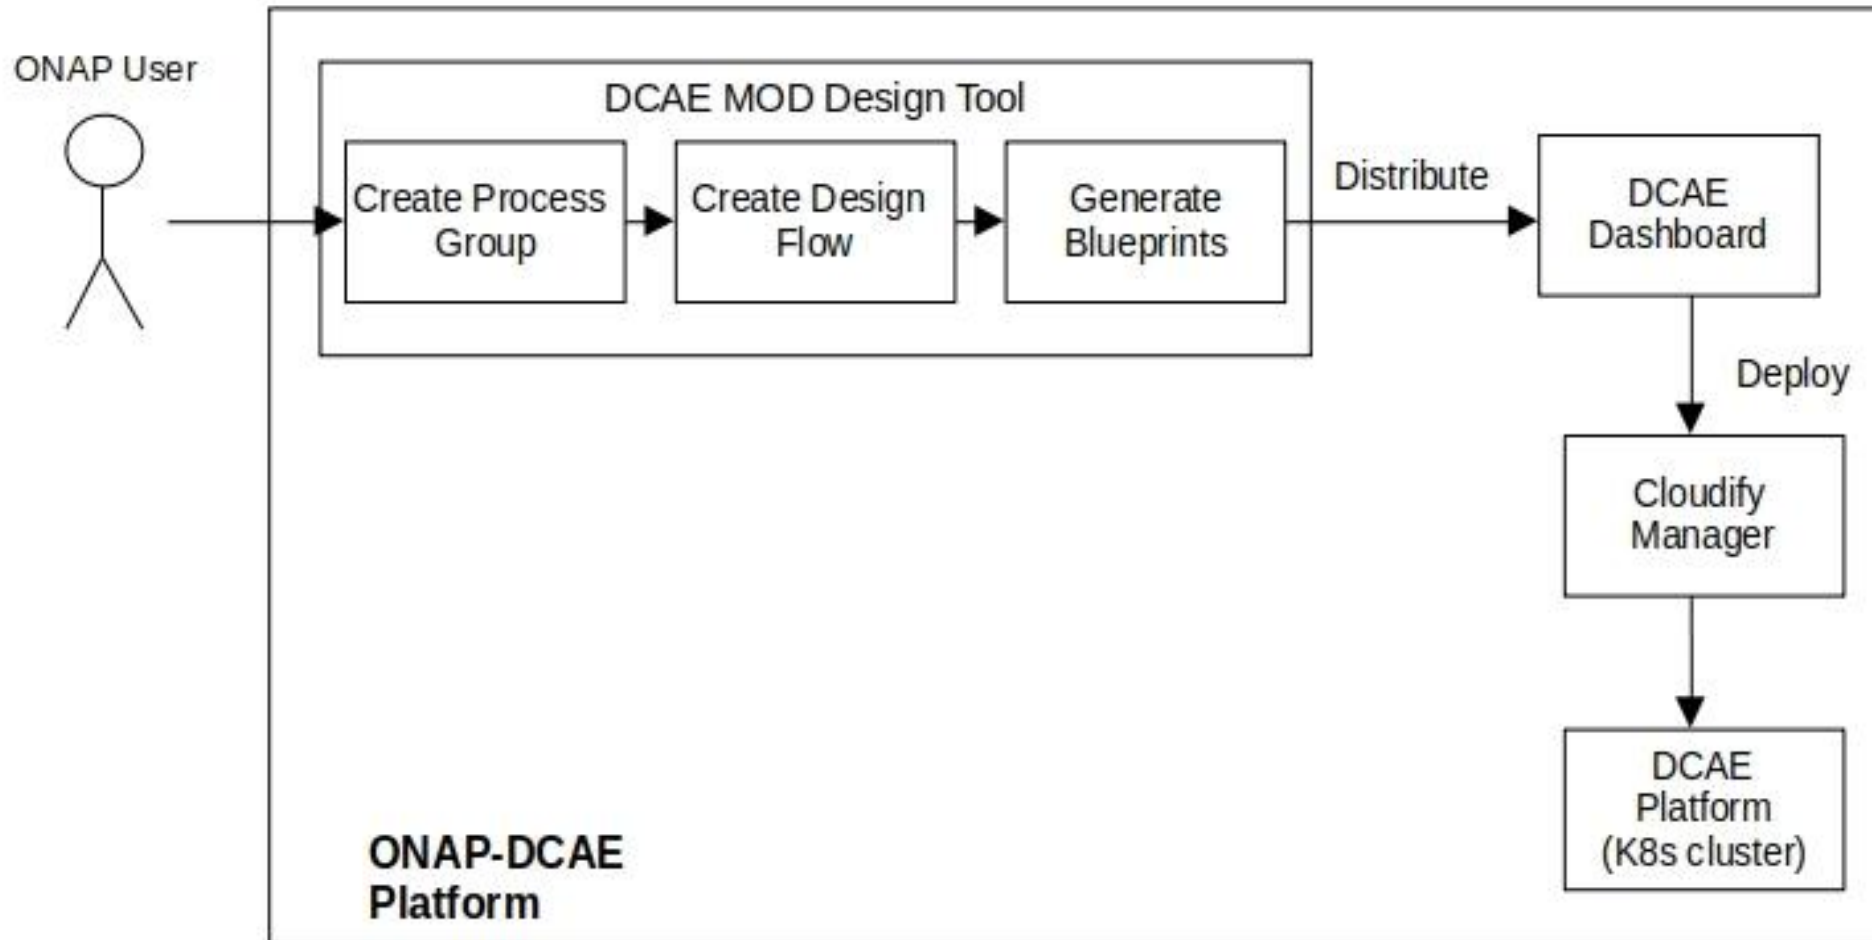 ONAP User
DCAE MOD Design Tool
Create Process
Group
Create Design
Flow
Generate
Blueprints
Distribute
DCAE
Dashboard
Deploy
Cloudify
Manager
DCAE
Platform
(K8s cluster)
ONAP-DCAE
Platform